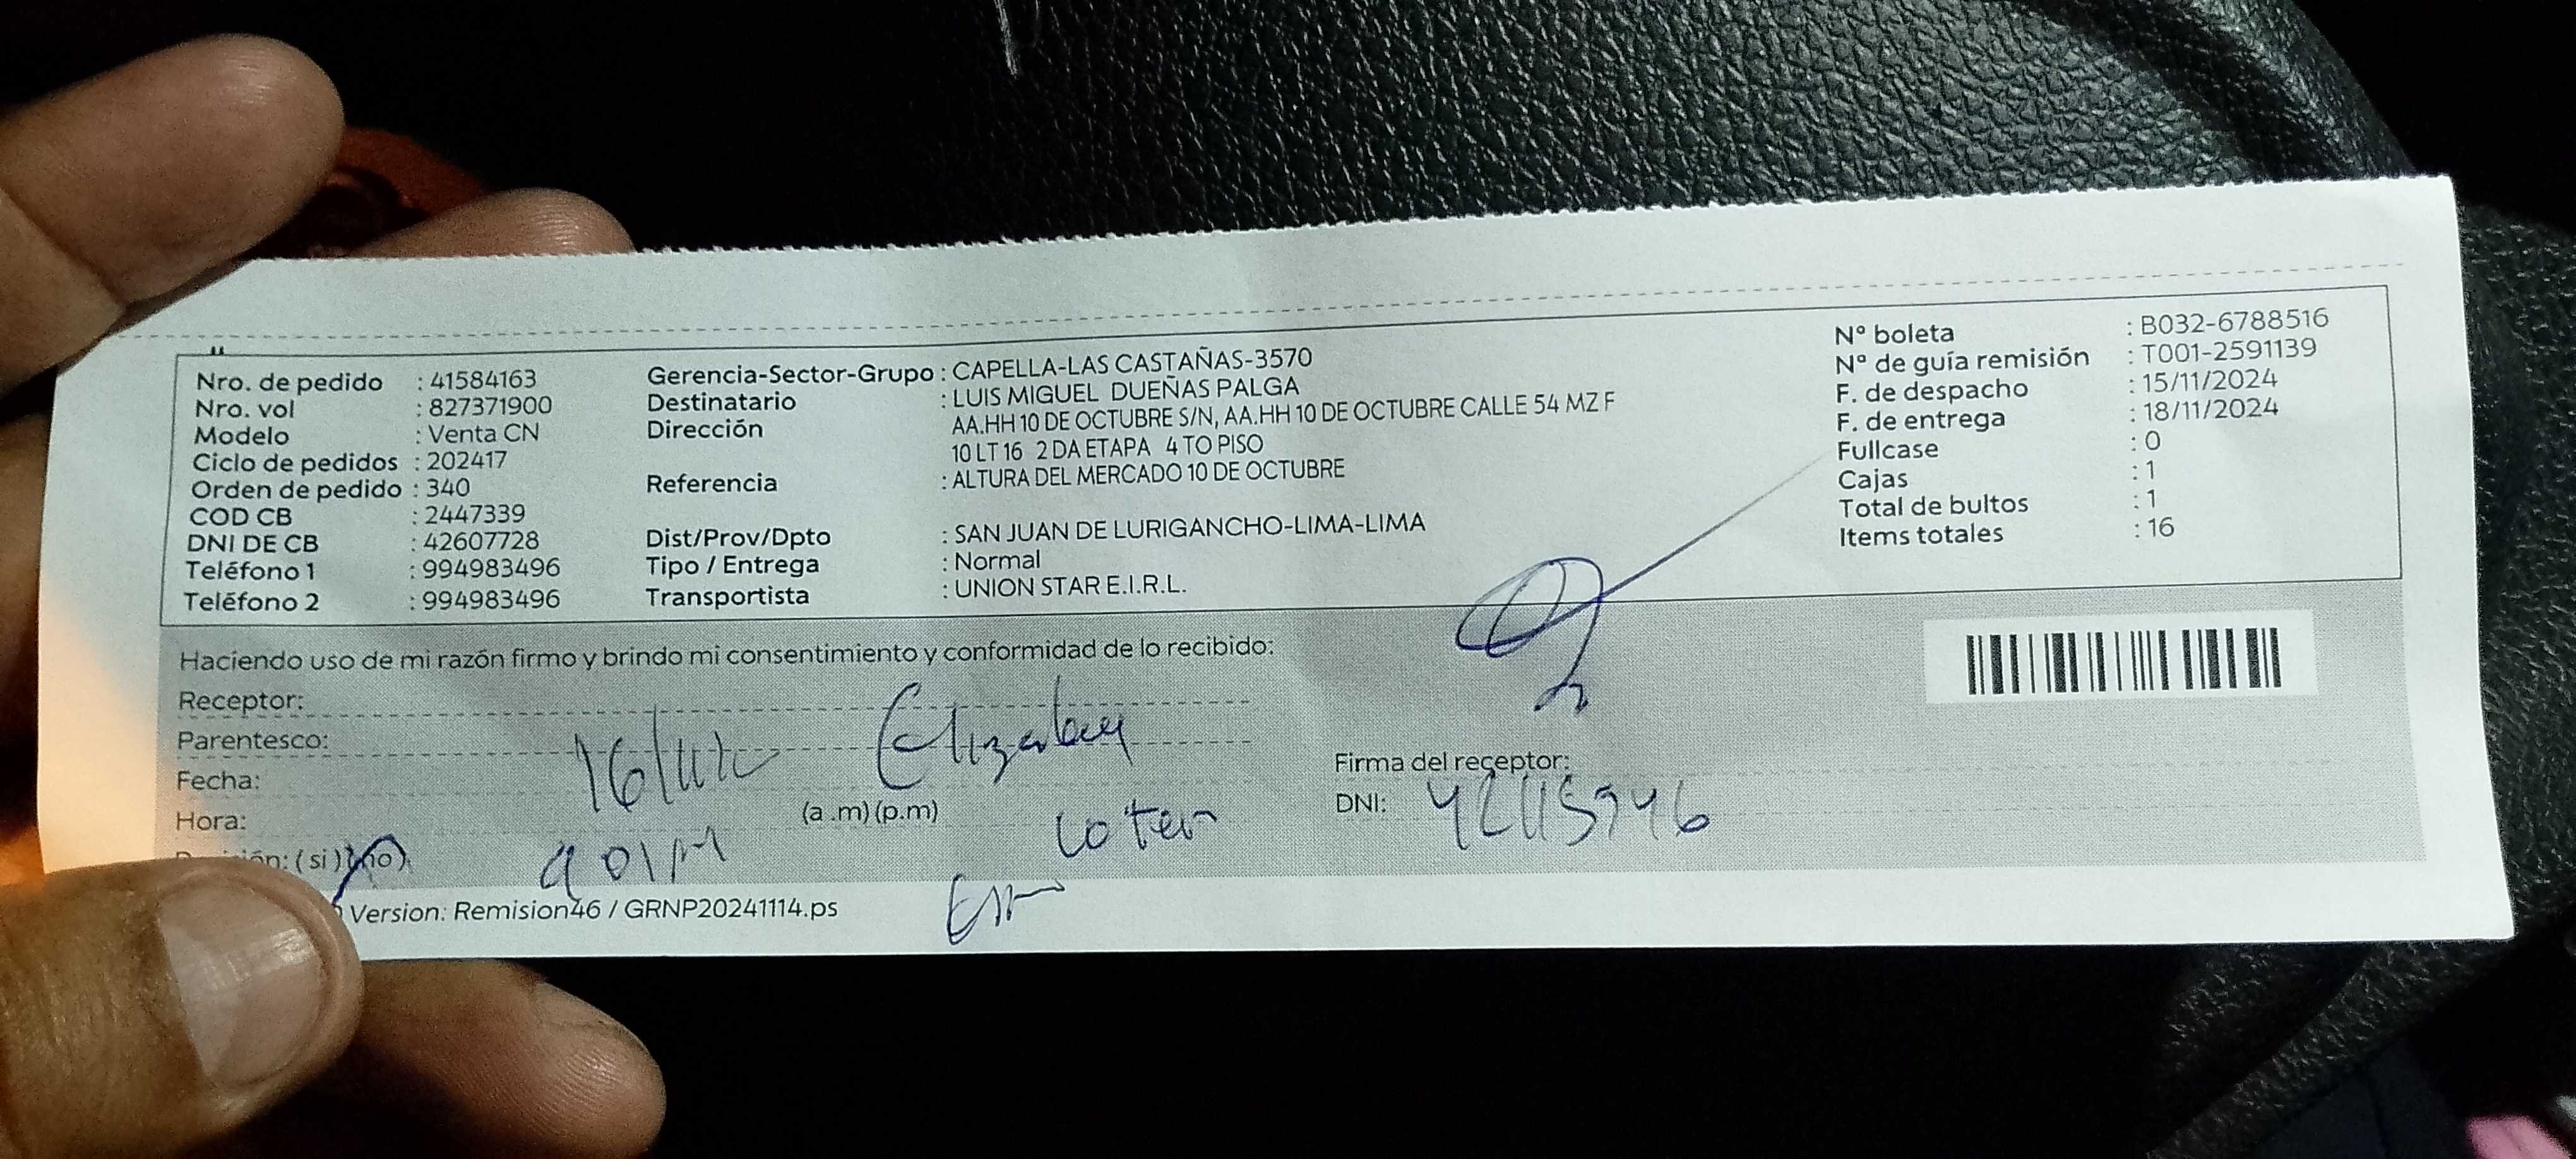 Nro. de pedido : 41584163
Nro. vol : 827371900
Modelo : Venta CN
Ciclo de pedidos : 202417
Orden de pedido : 340
COD CB : 2447339
DNI DE CB : 42607728
Teléfono 1 : 994983496
Teléfono 2 : 994983496
Gerencia-Sector-Grupo : CAPELLA-LAS CASTAÑAS-3570
Destinatario : LUIS MIGUEL DUEÑAS PALGA
Dirección AA.HH 10 DE OCTUBRE S/N, AA.HH 10 DE OCTUBRE CALLE 54 MZ F
10 LT 16 2 DA ETAPA 4 TO PISO
Referencia : ALTURA DEL MERCADO 10 DE OCTUBRE
Dist/Prov/Dpto : SAN JUAN DE LURIGANCHO-LIMA-LIMA
Tipo / Entrega : Normal
Transportista : UNION STAR E.I.R.L.
N° boleta : B032-6788516
N° de guía remisión : T001-2591139
F. de despacho : 15/11/2024
F. de entrega : 18/11/2024
Fullcase : 0
Cajas : 1
Total de bultos : 1
Items totales : 16
Haciendo uso de mi razón firmo y brindo mi consentimiento y conformidad de lo recibido:
Receptor:
Parentesco:
Fecha:
Hora: (a .m) (p.m)
(si) (no)
Firma del receptor:
DNI:
Version: Remision46 / GRNP20241114.ps